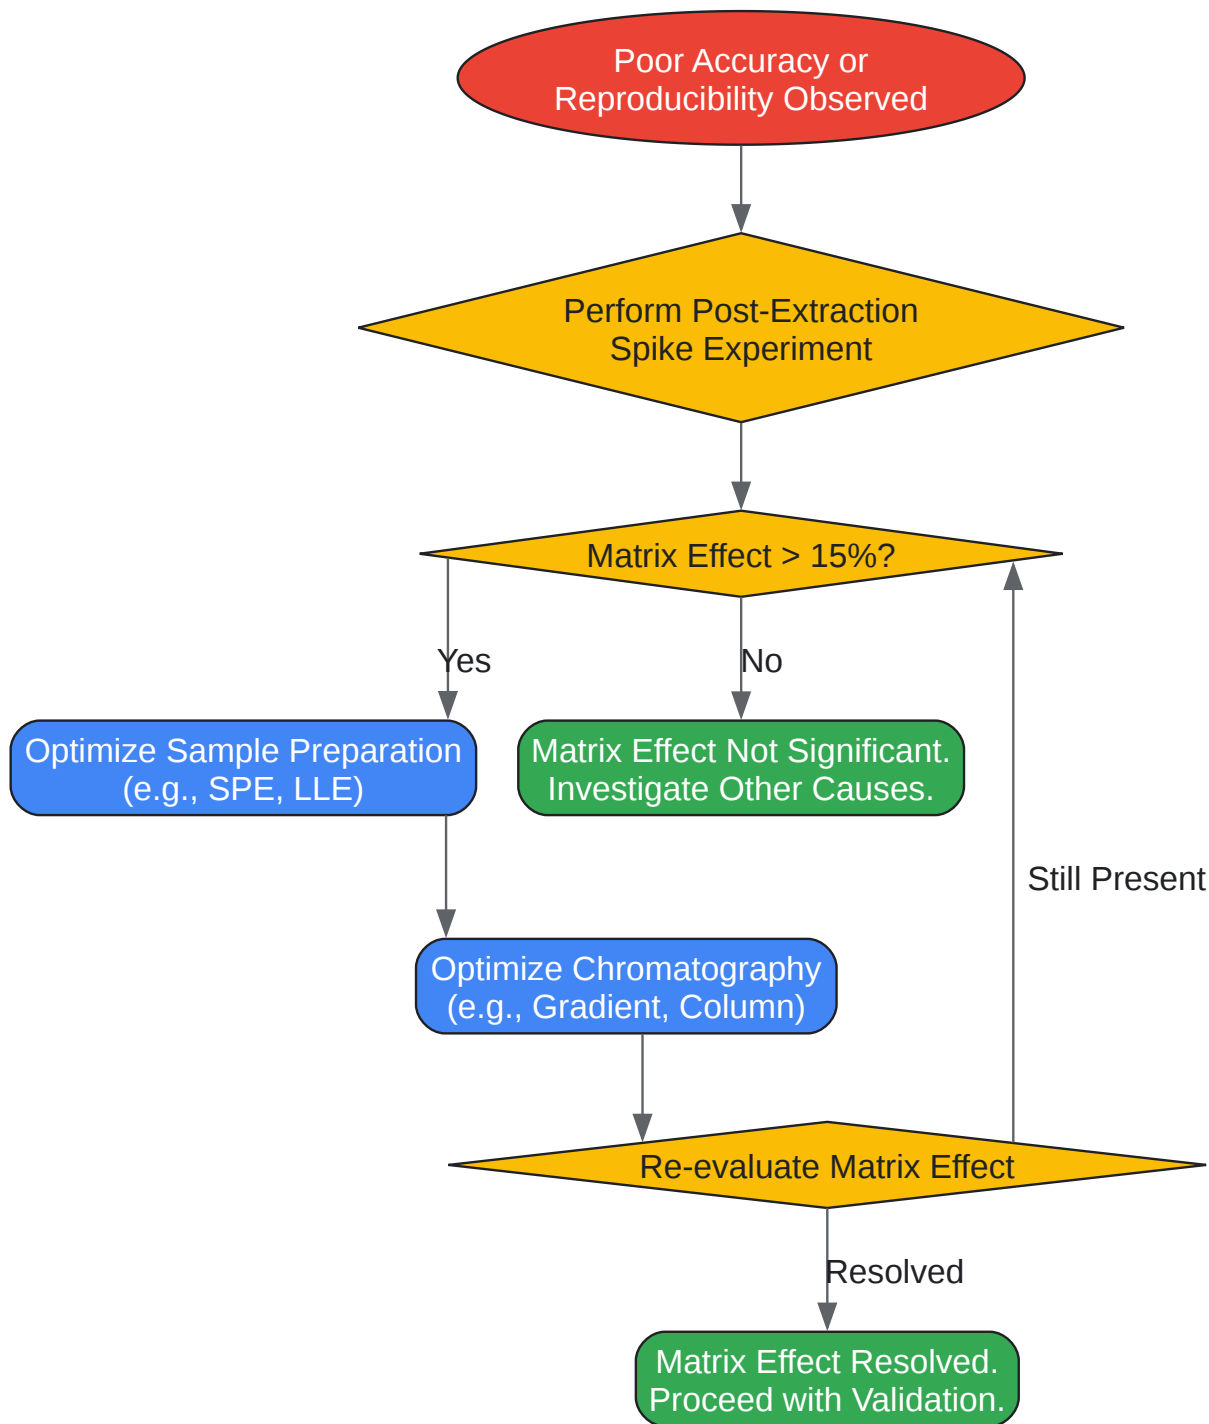 Poor Accuracy or
Reproducibility Observed
Perform Post-Extraction
Spike Experiment
Matrix Effect > 15%?
Yes
No
Optimize Sample Preparation
(e.g., SPE, LLE)
Matrix Effect Not Significant.
Investigate Other Causes.
Still Present
Optimize Chromatography
(e.g., Gradient, Column)
Re-evaluate Matrix Effect
Resolved
Matrix Effect Resolved.
Proceed with Validation.